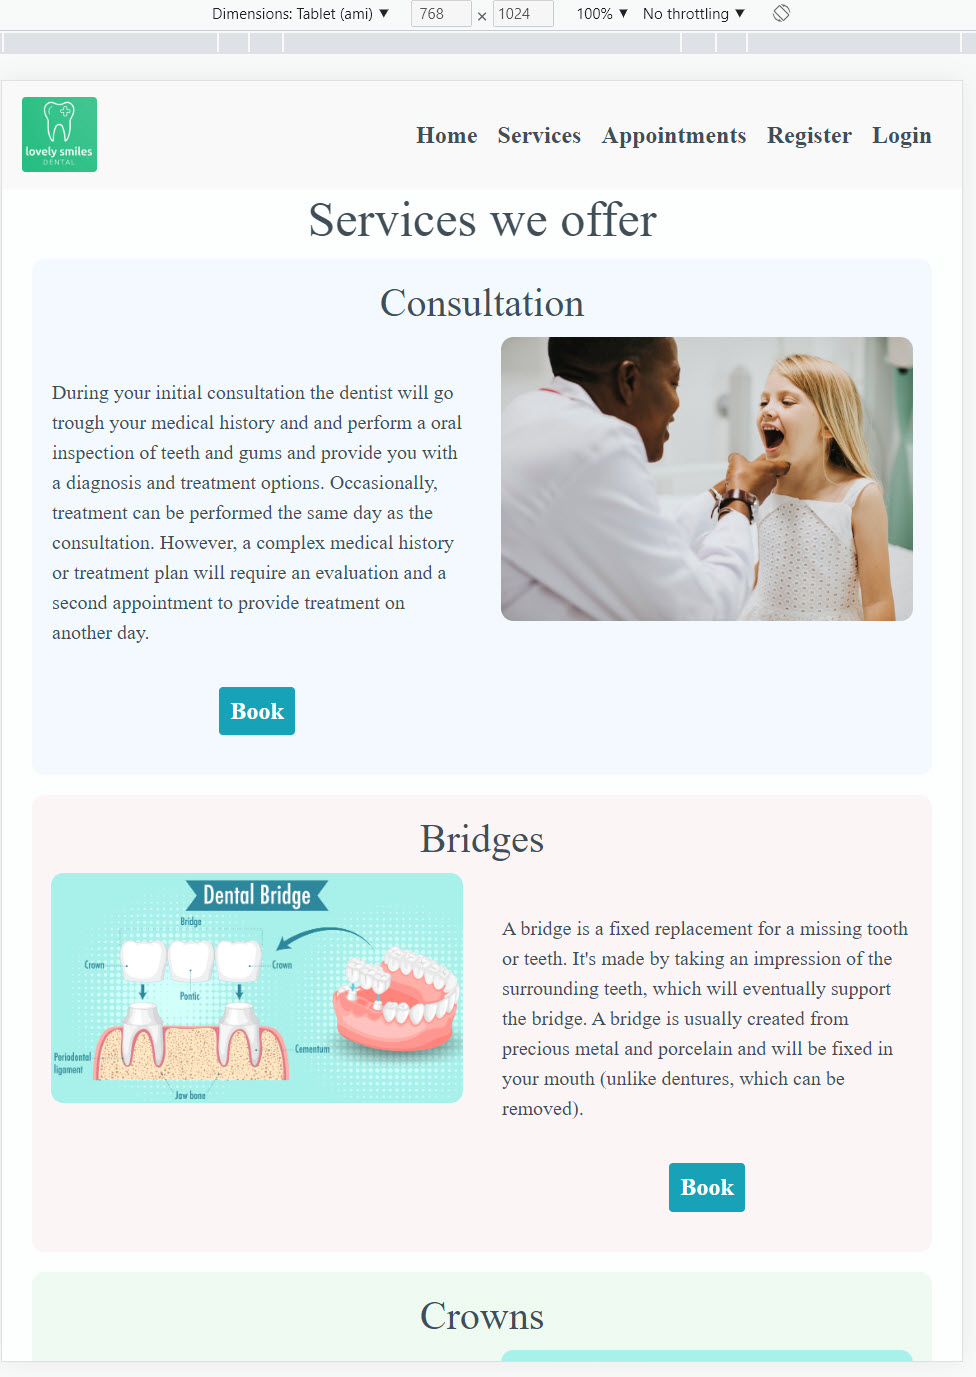 Dimensions: Tablet (ami) ▼ 768 × 1024 100% ▼ No throttling ▼
lovely smiles
DENTAL
Home Services Appointments Register Login
Services we offer
Consultation
During your initial consultation the dentist will go
trough your medical history and and perform a oral
inspection of teeth and gums and provide you with
a diagnosis and treatment options. Occasionally,
treatment can be performed the same day as the
consultation. However, a complex medical history
or treatment plan will require an evaluation and a
second appointment to provide treatment on
another day.
Book
Bridges
Dental Bridge
Bridge
Crown
Crown
Pontic
Cementum
Periodontal
ligament
Jaw bone
A bridge is a fixed replacement for a missing tooth
or teeth. It's made by taking an impression of the
surrounding teeth, which will eventually support
the bridge. A bridge is usually created from
precious metal and porcelain and will be fixed in
your mouth (unlike dentures, which can be
removed).
Book
Crowns